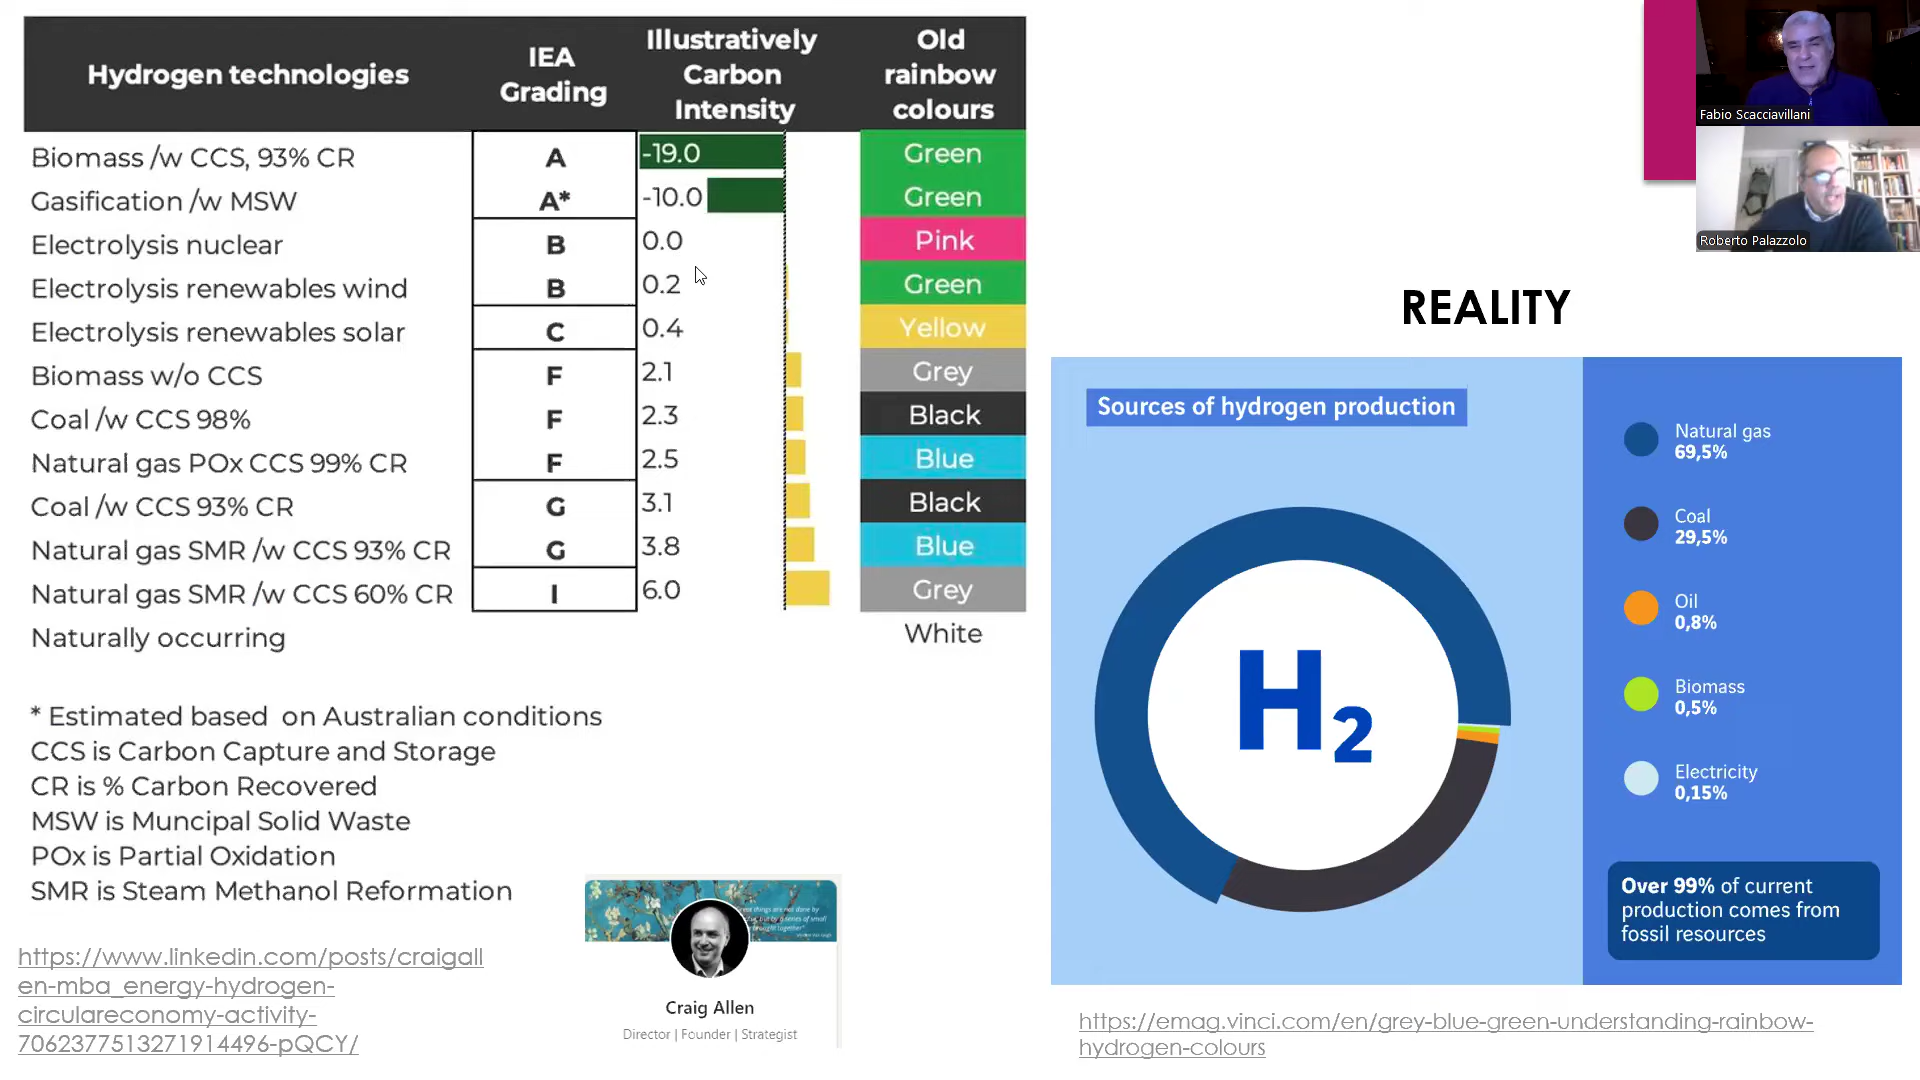 Hydrogen technologies
IEA
Grading
Illustratively
Carbon
Intensity
Old
rainbow
colours
Biomass /w CCS, 93% CR A -19.0 Green
Gasification /w MSW A* -10.0 Green
Electrolysis nuclear B 0.0 Pink
Electrolysis renewables wind B 0.2 Green
Electrolysis renewables solar C 0.4 Yellow
Biomass w/o CCS F 2.1 Grey
Coal /w CCS 98% F 2.3 Black
Natural gas POx CCS 99% CR F 2.5 Blue
Coal /w CCS 93% CR G 3.1 Black
Natural gas SMR /w CCS 93% CR G 3.8 Blue
Natural gas SMR /w CCS 60% CR I 6.0 Grey
Naturally occurring White
* Estimated based on Australian conditions
CCS is Carbon Capture and Storage
CR is % Carbon Recovered
MSW is Muncipal Solid Waste
POx is Partial Oxidation
SMR is Steam Methanol Reformation
https://www.linkedin.com/posts/craigall
en-mba_energy-hydrogen-
circulareconomy-activity-
7062377513271914496-pQCY/
Craig Allen
Director | Founder | Strategist
Fabio Scacciavillani
Roberto Palazzolo
REALITY
Sources of hydrogen production
H2
Natural gas
69,5%
Coal
29,5%
Oil
0,8%
Biomass
0,5%
Electricity
0,15%
Over 99% of current
production comes from
fossil resources
https://emag.vinci.com/en/grey-blue-green-understanding-rainbow-
hydrogen-colours